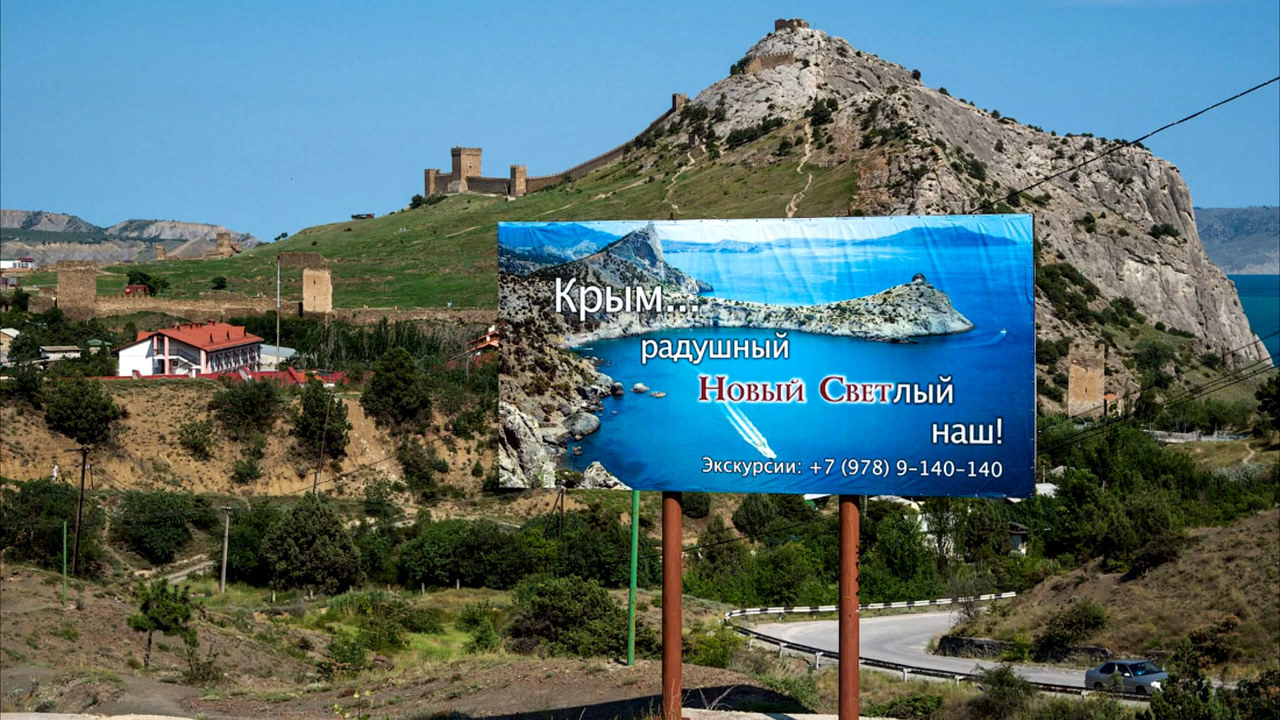 Крым...
радушный
Новый Светлый
наш!
Экскурсии: +7 (978) 9-140-140